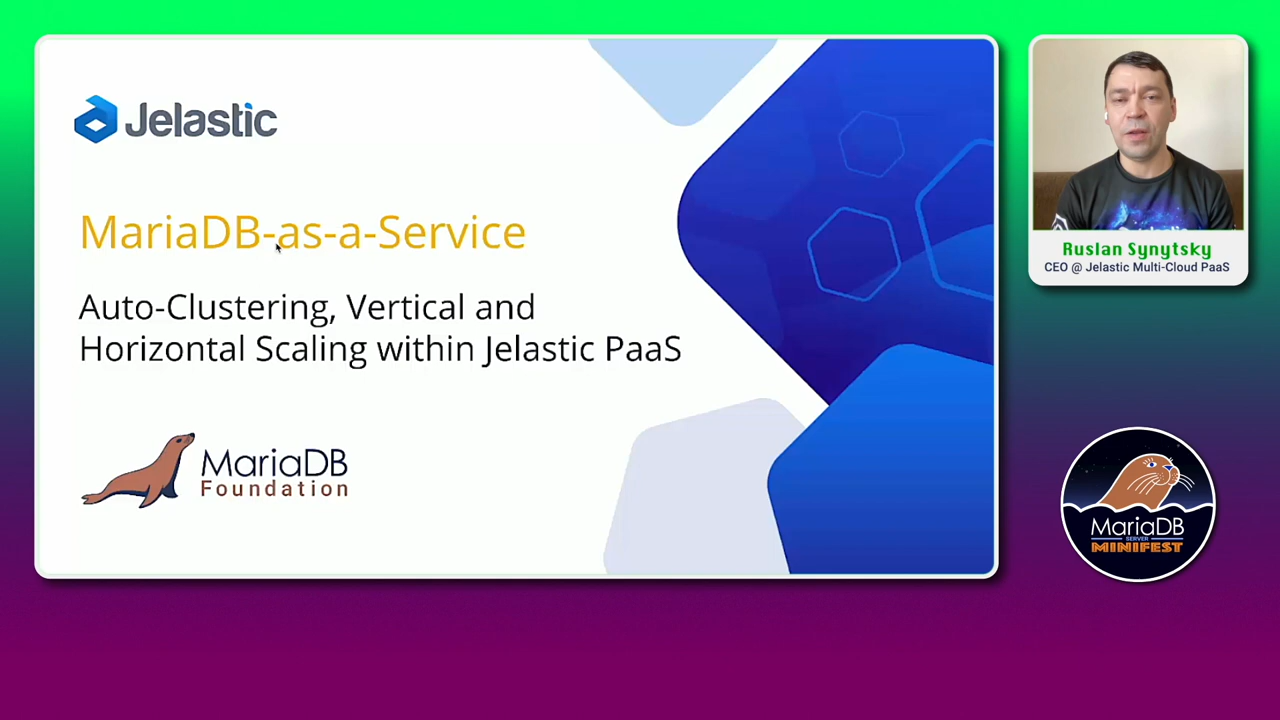 Jelastic
MariaDB-as-a-Service
Auto-Clustering, Vertical and
Horizontal Scaling within Jelastic PaaS
MariaDB
Foundation
Ruslan Synytsky
CEO @ Jelastic Multi-Cloud PaaS
MariaDB
SERVER
MINIFEST